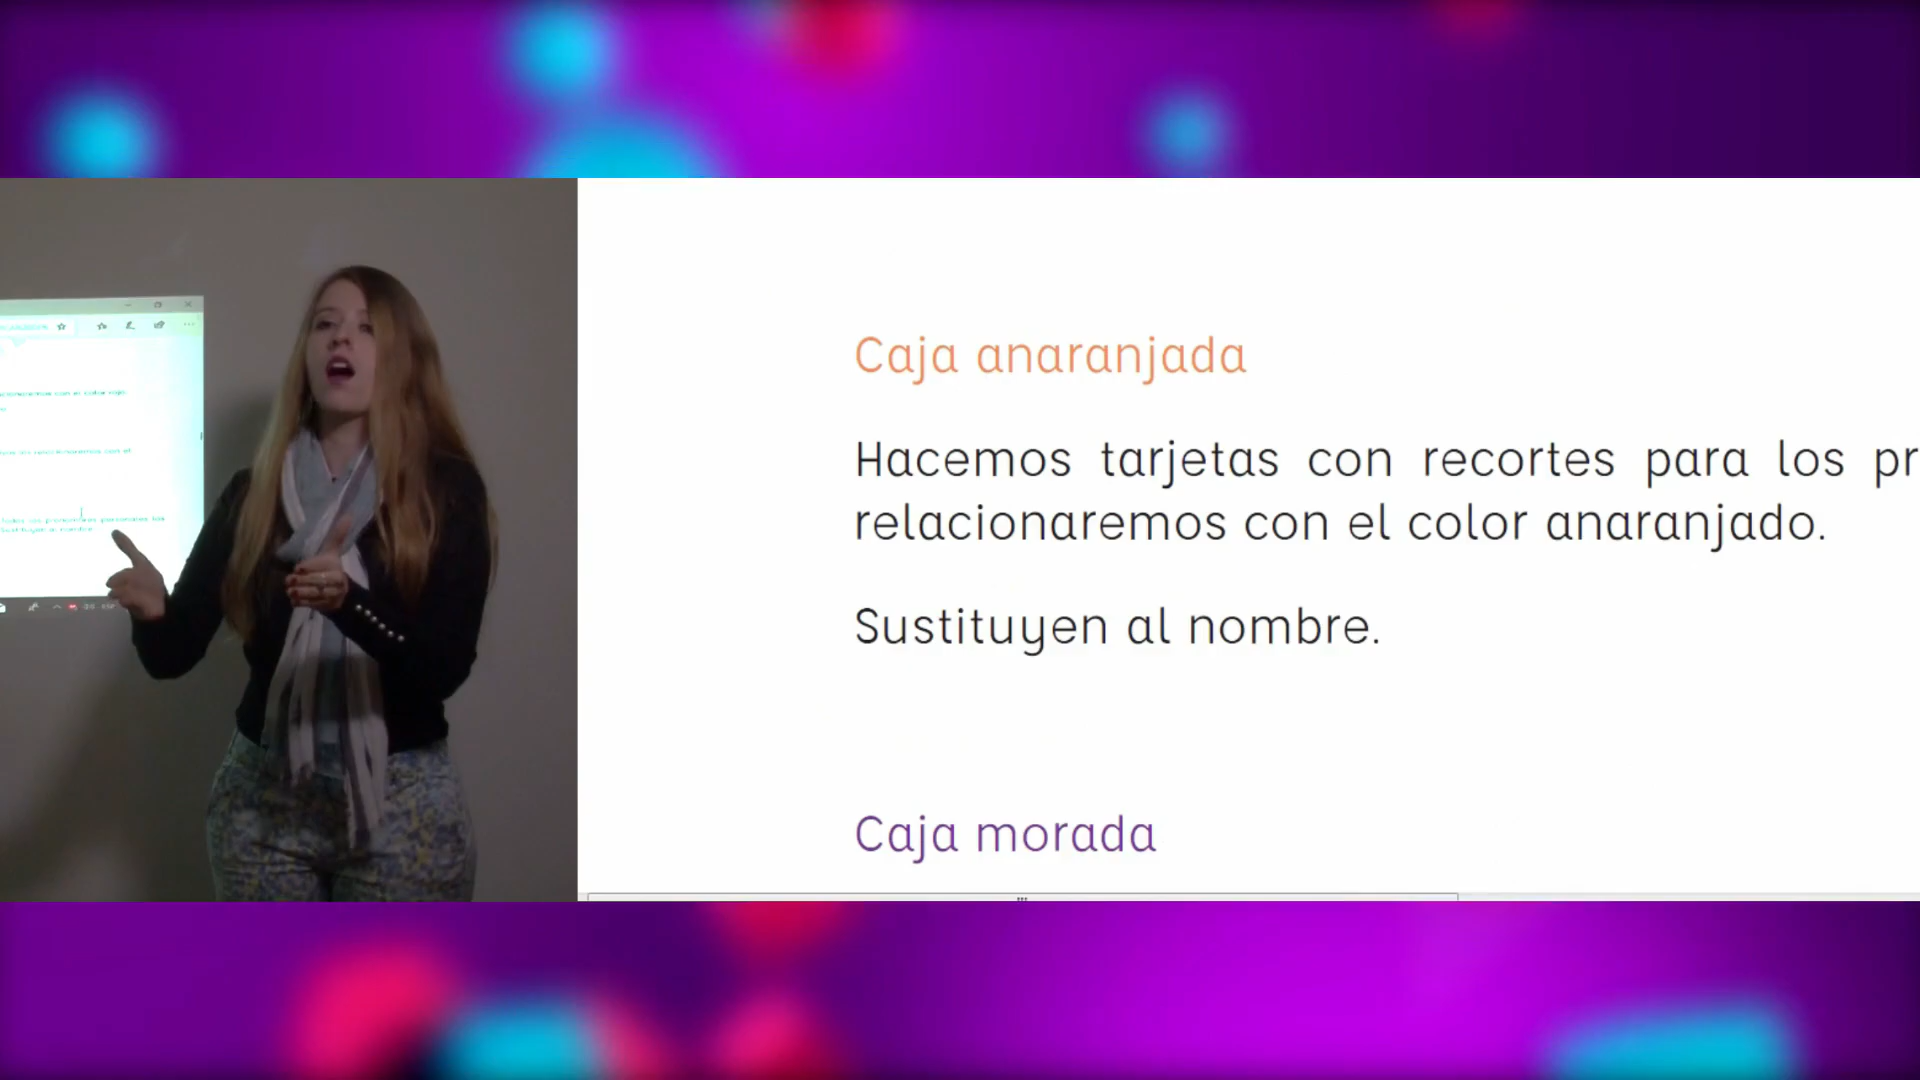 Caja anaranjada
Hacemos tarjetas con recortes para los pr
relacionaremos con el color anaranjado.
Sustituyen al nombre.
Caja morada